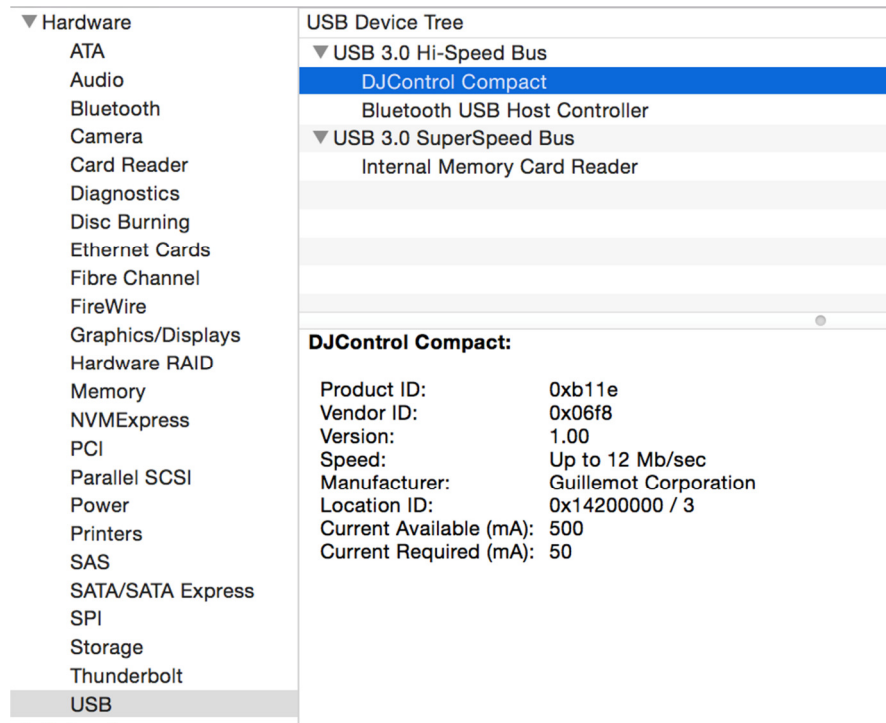 Hardware
ATA
Audio
Bluetooth
Camera
Card Reader
Diagnostics
Disc Burning
Ethernet Cards
Fibre Channel
FireWire
Graphics/Displays
Hardware RAID
Memory
NVMExpress
PCI
Parallel SCSI
Power
Printers
SAS
SATA/SATA Express
SPI
Storage
Thunderbolt
USB
USB Device Tree
USB 3.0 Hi-Speed Bus
DJControl Compact
Bluetooth USB Host Controller
USB 3.0 SuperSpeed Bus
Internal Memory Card Reader
DJControl Compact:
Product ID: 0xb11e
Vendor ID: 0x06f8
Version: 1.00
Speed: Up to 12 Mb/sec
Manufacturer: Guillemot Corporation
Location ID: 0x14200000 / 3
Current Available (mA): 500
Current Required (mA): 50